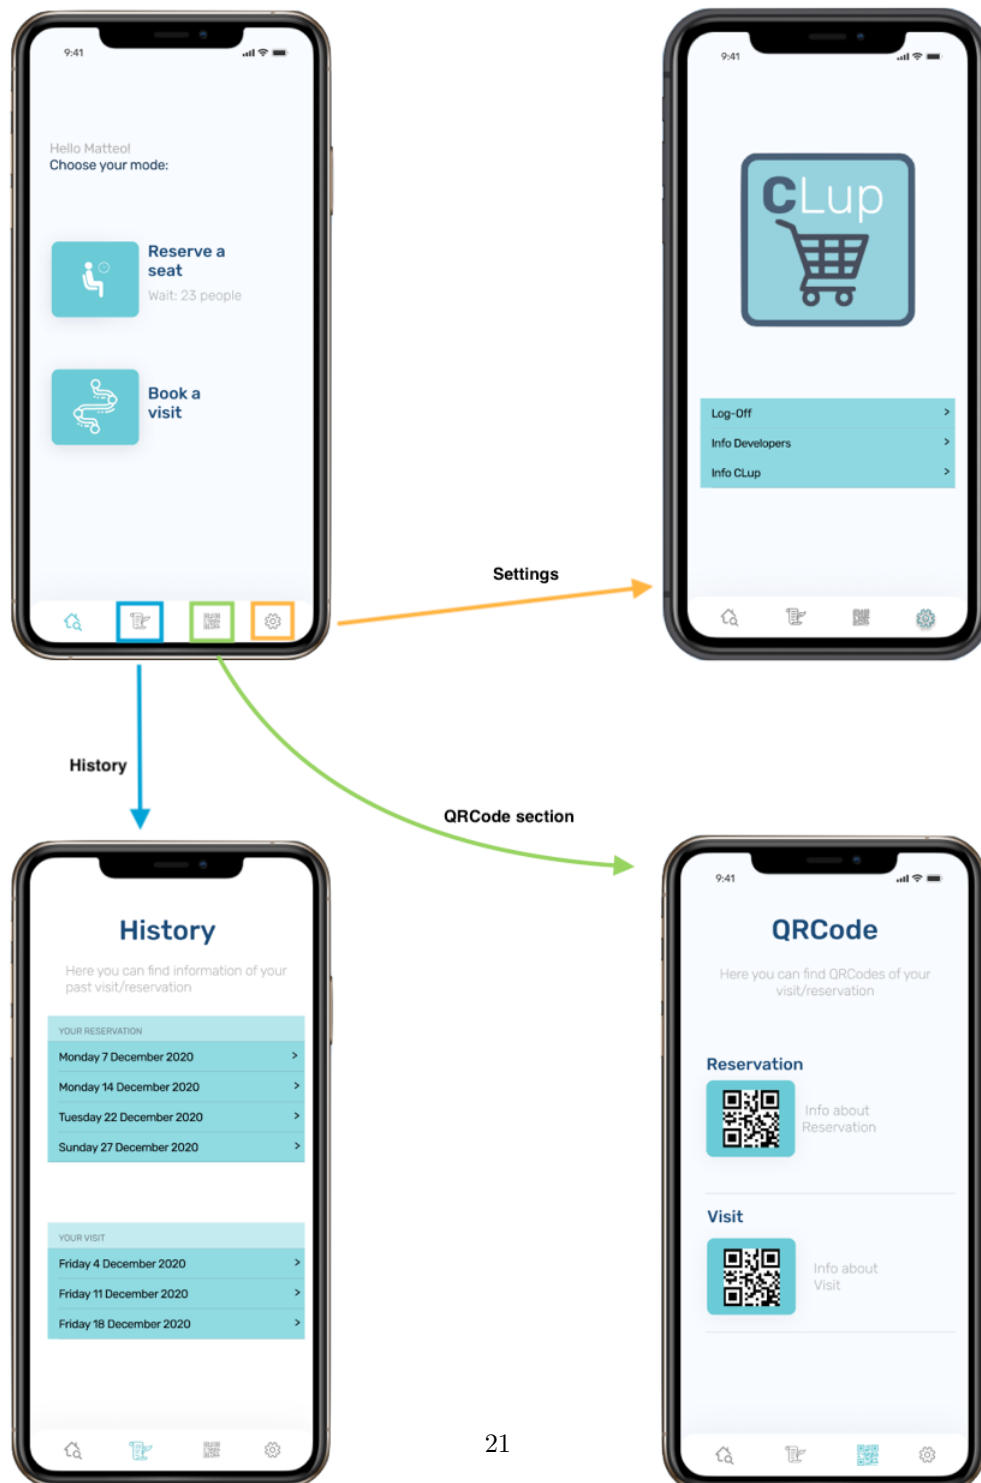 9:41
Hello Matteo!
Choose your mode:
Reserve a
seat
Wait: 23 people
Book a
visit
9:41
CLup
Log-Off
Info Developers
Info CLup
Settings
History
QRCode section
History
Here you can find information of your
past visit/reservation
YOUR RESERVATION
Monday 7 December 2020
Monday 14 December 2020
Tuesday 22 December 2020
Sunday 27 December 2020
YOUR VISIT
Friday 4 December 2020
Friday 11 December 2020
Friday 18 December 2020
9:41
QRCode
Here you can find QRCodes of your
visit/reservation
Reservation
Info about
Reservation
Visit
Info about
Visit
21